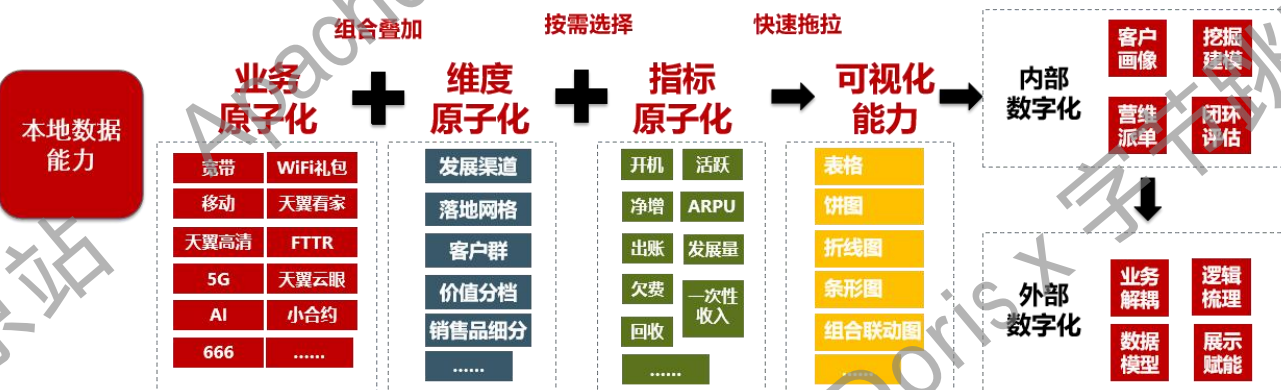 组合叠加
按需选择
快速拖拉
本地数据
能力
业务
原子化
维度
原子化
指标
原子化
可视化
能力
宽带
WiFi礼包
移动
天翼看家
天翼高清
FTTR
5G
天翼云眼
AI
小合约
666
......
发展渠道
落地网格
客户群
价值分档
销售品细分
......
开机
活跃
净增
ARPU
出账
发展量
欠费
一次性
收入
回收
......
表格
饼图
折线图
条形图
组合联动图
......
内部
数字化
客户
画像
挖掘
建模
营维
派单
闭环
评估
外部
数字化
业务
解耦
逻辑
梳理
数据
模型
展示
赋能
Apache
Doris x 字节跳